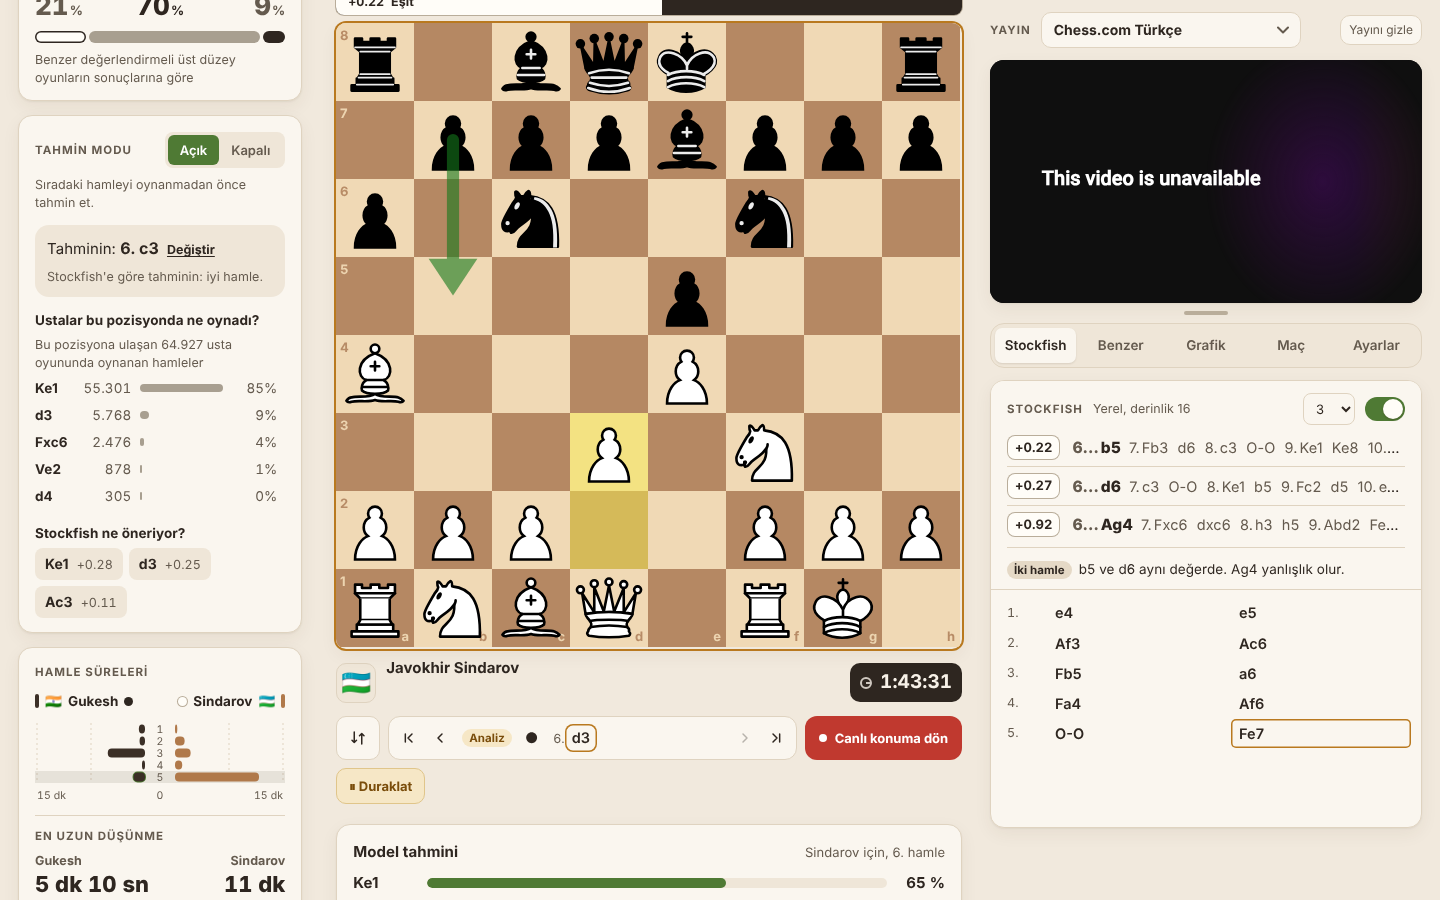 21% 70% 9%
Benzer değerlendirmeli üst düzey
oyunların sonuçlarına göre
TAHMİN MODU Açık Kapalı
Sıradaki hamleyi oynanmadan önce
tahmin et.
Tahminin: 6. c3 Değiştir
Stockfish'e göre tahminin: iyi hamle.
Ustalar bu pozisyonda ne oynadı?
Bu pozisyona ulaşan 64.927 usta
oyununda oynanan hamleler
Ke1 55.301 85%
d3 5.768 9%
Fxc6 2.476 4%
Ve2 878 1%
d4 305 0%
Stockfish ne öneriyor?
Ke1 +0.28 d3 +0.25
Ac3 +0.11
HAMLE SÜRELERİ
Gukesh Sindarov
1
2
3
4
5
15 dk 0 15 dk
EN UZUN DÜŞÜNME
Gukesh Sindarov
5 dk 10 sn 11 dk
+0.22 Eşit
8
7
6
5
4
3
2
1
a b c d e f g h
Javokhir Sindarov
1:43:31
Analiz 6. d3
Canlı konuma dön
Duraklat
Model tahmini Sindarov için, 6. hamle
Ke1 65 %
YAYIN Chess.com Türkçe Yayını gizle
This video is unavailable
Stockfish Benzer Grafik Maç Ayarlar
STOCKFISH Yerel, derinlik 16 3
+0.22 6... b5 7. Fb3 d6 8. c3 O-O 9. Ke1 Ke8 10....
+0.27 6... d6 7. c3 O-O 8. Ke1 b5 9. Fc2 d5 10. e...
+0.92 6... Ag4 7. Fxc6 dxc6 8. h3 h5 9. Abd2 Fe...
İki hamle b5 ve d6 aynı değerde. Ag4 yanlışlık olur.
1. e4 e5
2. Af3 Ac6
3. Fb5 a6
4. Fa4 Af6
5. O-O Fe7